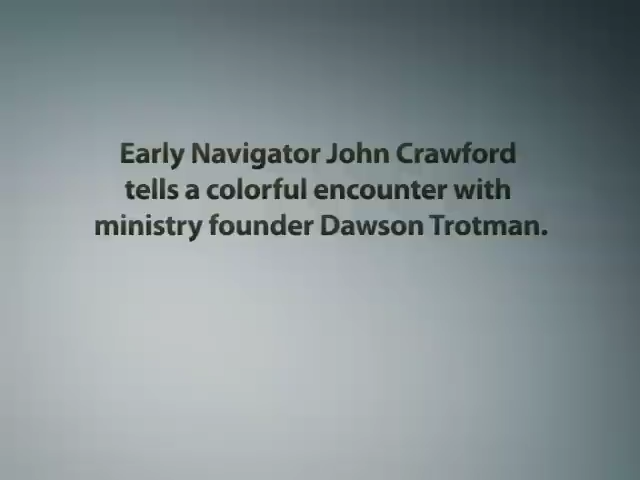 Early Navigator John Crawford
tells a colorful encounter with
ministry founder Dawson Trotman.